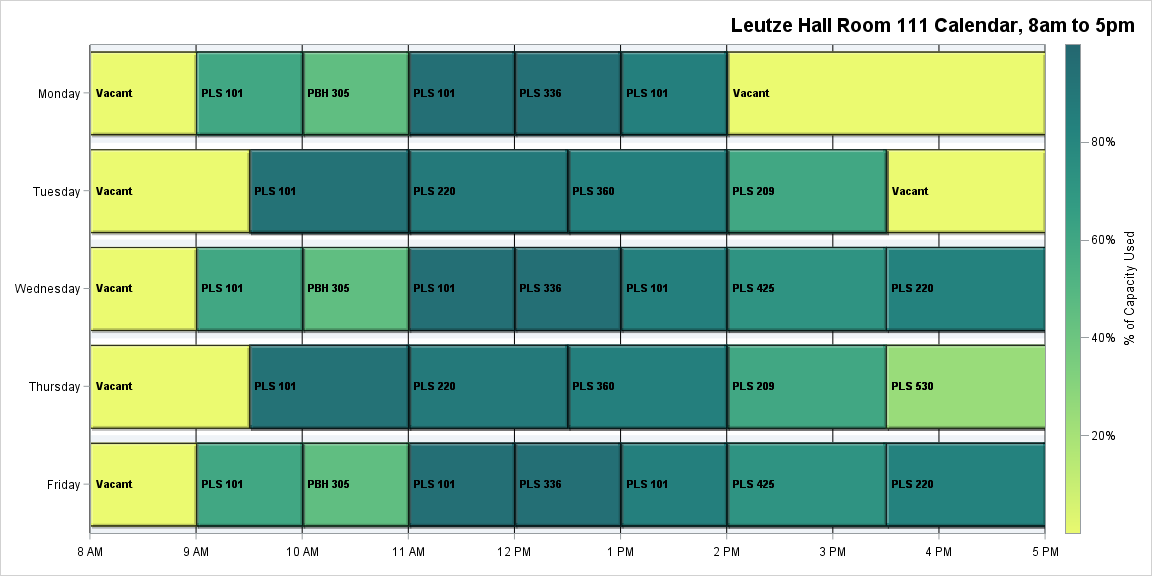 Leutze Hall Room 111 Calendar, 8am to 5pm
Monday
Vacant
PLS 101
PBH 305
PLS 101
PLS 336
PLS 101
Vacant
Tuesday
Vacant
PLS 101
PLS 220
PLS 360
PLS 209
Vacant
Wednesday
Vacant
PLS 101
PBH 305
PLS 101
PLS 336
PLS 101
PLS 425
PLS 220
Thursday
Vacant
PLS 101
PLS 220
PLS 360
PLS 209
PLS 530
Friday
Vacant
PLS 101
PBH 305
PLS 101
PLS 336
PLS 101
PLS 425
PLS 220
8 AM
9 AM
10 AM
11 AM
12 PM
1 PM
2 PM
3 PM
4 PM
5 PM
80%
60%
40%
20%
% of Capacity Used